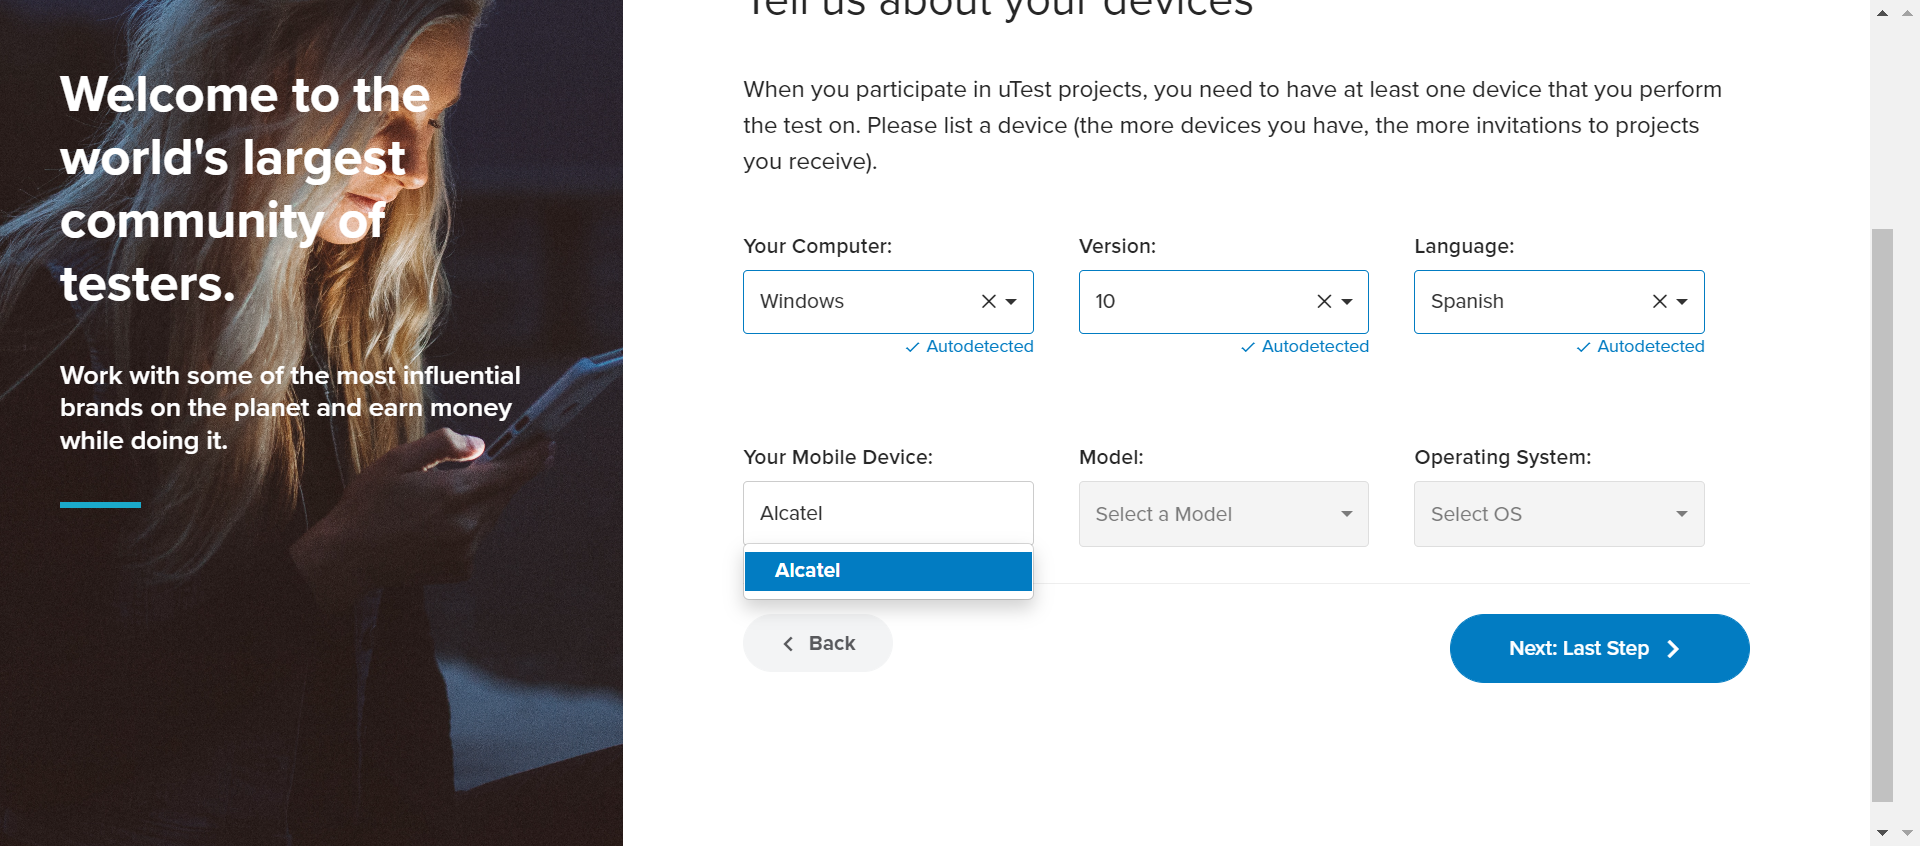 Welcome to the
world's largest
community of
testers.
Work with some of the most influential
brands on the planet and earn money
while doing it.
Tell us about your devices
When you participate in uTest projects, you need to have at least one device that you perform
the test on. Please list a device (the more devices you have, the more invitations to projects
you receive).
Your Computer: Version: Language:
Windows 10 Spanish
Autodetected Autodetected Autodetected
Your Mobile Device: Model: Operating System:
Alcatel Select a Model Select OS
Alcatel
Back Next: Last Step